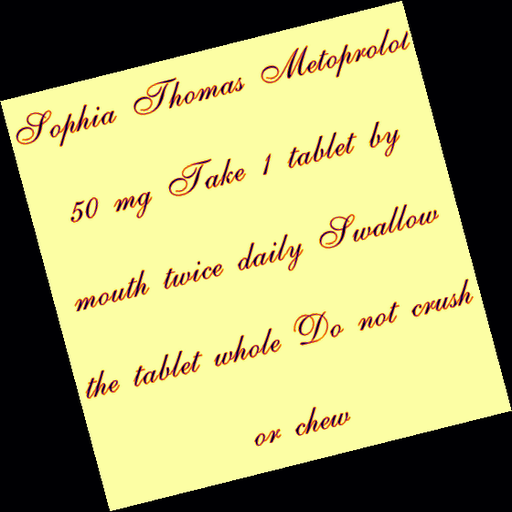 Sophia Thomas Metoprolol
50 mg Take 1 tablet by
mouth twice daily Swallow
the tablet whole Do not crush
or chew